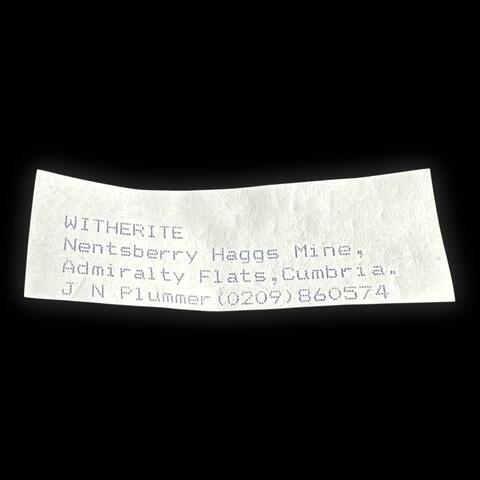 WITHERITE
Nentsberry Haggs Mine,
Admiralty Flats,Cumbria.
J N Plummer(0209)860574